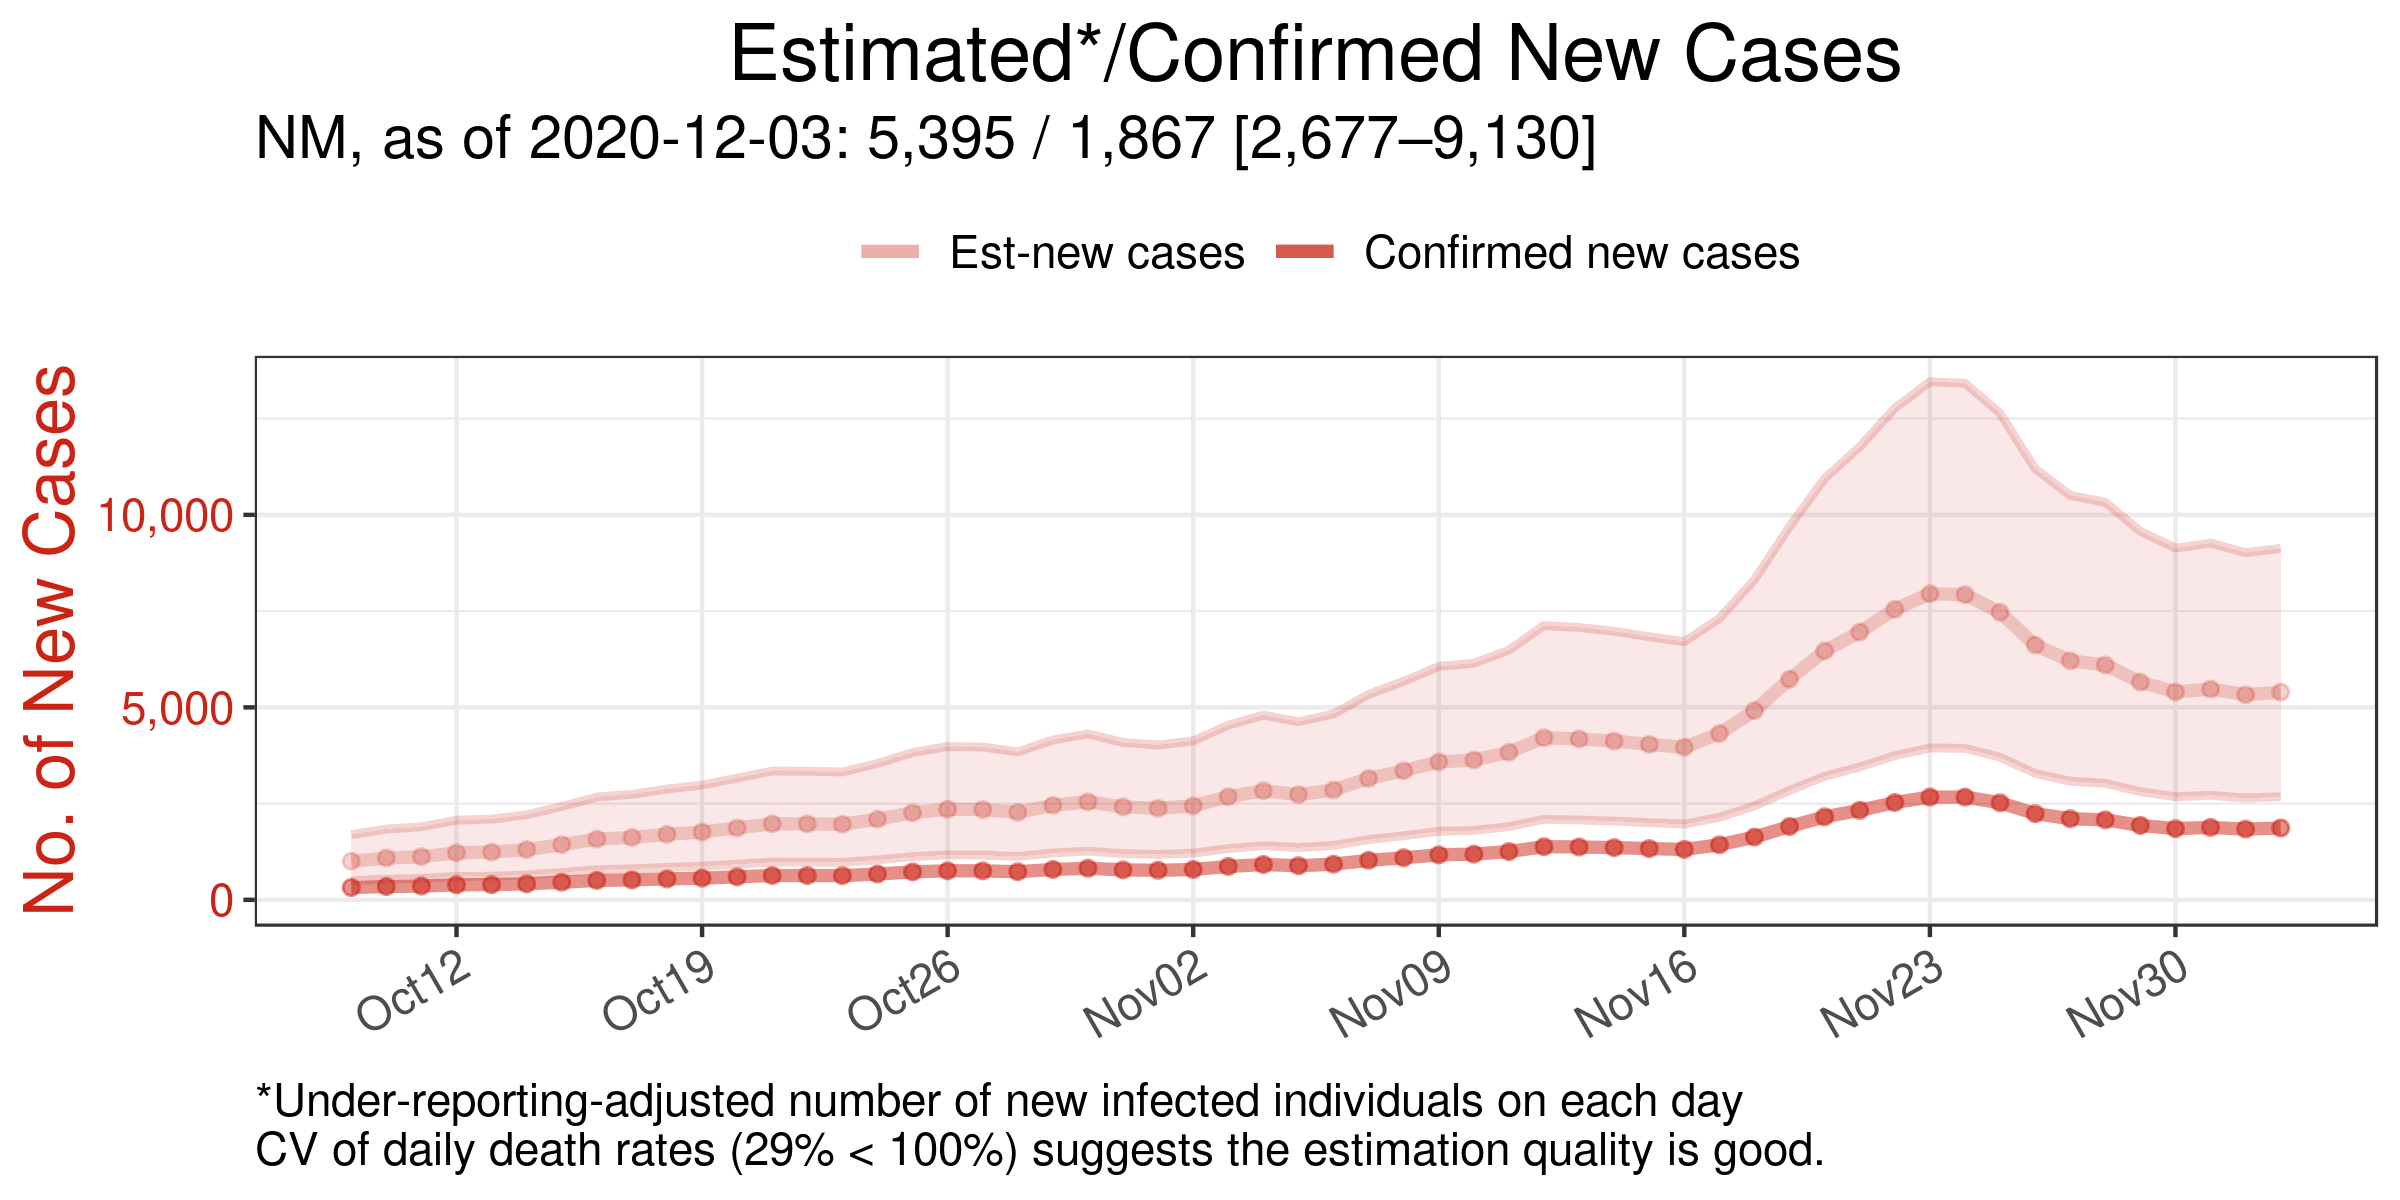 Estimated*/Confirmed New Cases
NM, as of 2020-12-03: 5,395 / 1,867 [2,677–9,130]
Est-new cases
Confirmed new cases
No. of New Cases
10,000
5,000
0
Oct12
Oct19
Oct26
Nov02
Nov09
Nov16
Nov23
Nov30
*Under-reporting-adjusted number of new infected individuals on each day
CV of daily death rates (29% < 100%) suggests the estimation quality is good.